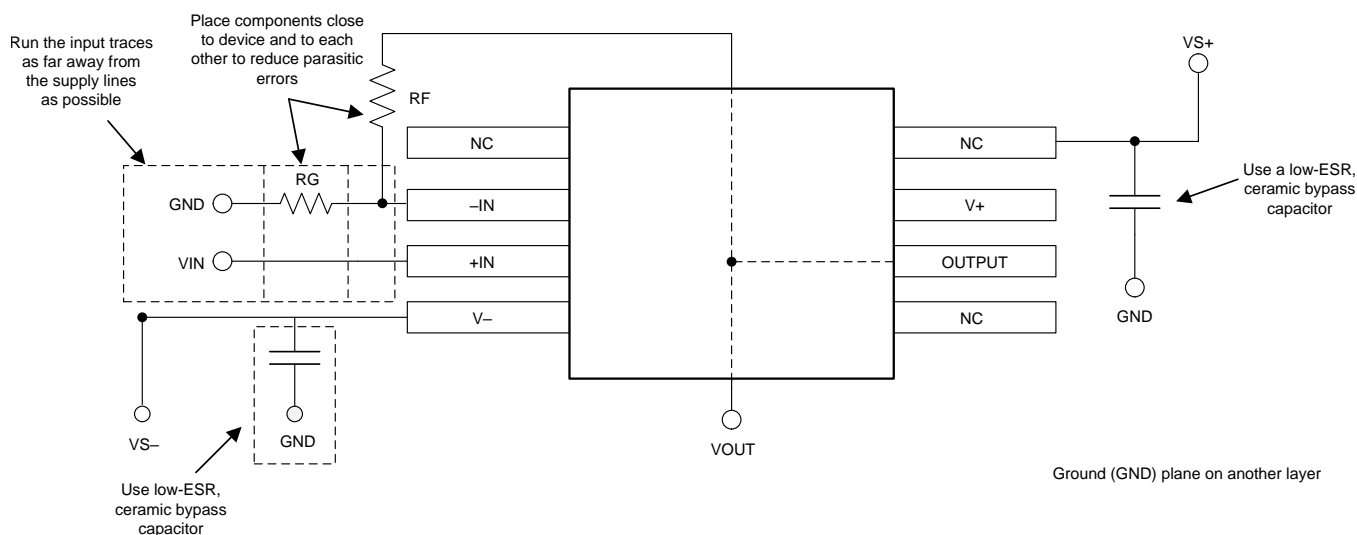 Place components close
to device and to each
other to reduce parasitic
errors
Run the input traces
as far away from
the supply lines
as possible
VS+
RF
NC
NC
Use a low-ESR,
ceramic bypass
capacitor
RG
GND
–IN
V+
VIN
+IN
OUTPUT
V–
NC
GND
VS–
GND
VOUT
Ground (GND) plane on another layer
Use low-ESR,
ceramic bypass
capacitor